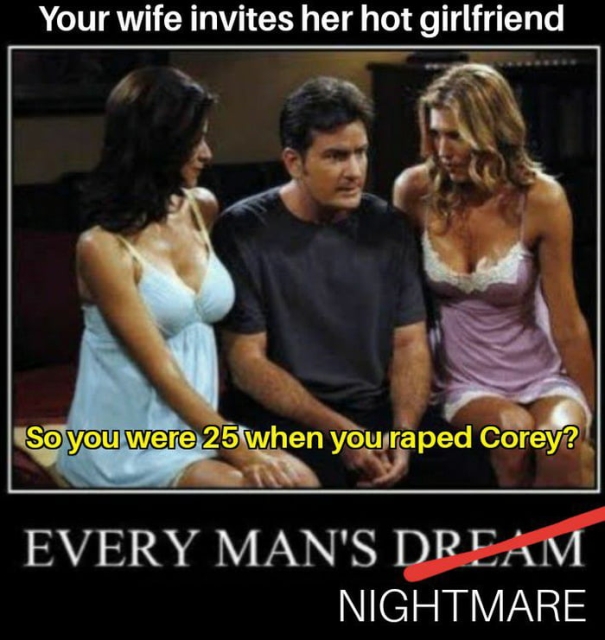 Your wife invites her hot girlfriend
So you were 25 when you raped Corey?
EVERY MAN'S DREAM
NIGHTMARE